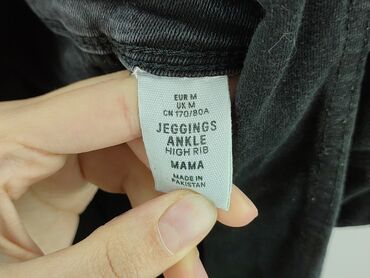 EUR M
UK M
CN 170/80A
JEGGINGS
ANKLE
HIGH RIB
MAMA
MADE IN
PAKISTAN